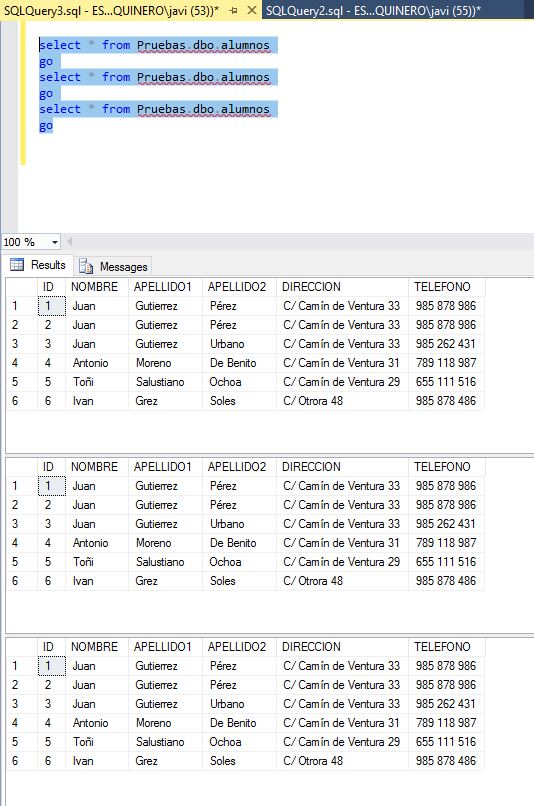 SQLQuery3.sql - ES...QUINERO\javi (53))* SQLQuery2.sql - ES...QUINERO\javi (55))*
select * from Pruebas.dbo.alumnos
go
select * from Pruebas.dbo.alumnos
go
select * from Pruebas.dbo.alumnos
go
100 %
Results Messages
ID NOMBRE APELLIDO1 APELLIDO2 DIRECCION TELEFONO
1 1 Juan Gutierrez Pérez C/ Camín de Ventura 33 985 878 986
2 2 Juan Gutierrez Pérez C/ Camín de Ventura 33 985 878 986
3 3 Juan Gutierrez Urbano C/ Camín de Ventura 33 985 262 431
4 4 Antonio Moreno De Benito C/ Camín de Ventura 31 789 118 987
5 5 Toñi Salustiano Ochoa C/ Camín de Ventura 29 655 111 516
6 6 Ivan Grez Soles C/ Otrora 48 985 878 486
ID NOMBRE APELLIDO1 APELLIDO2 DIRECCION TELEFONO
1 1 Juan Gutierrez Pérez C/ Camín de Ventura 33 985 878 986
2 2 Juan Gutierrez Pérez C/ Camín de Ventura 33 985 878 986
3 3 Juan Gutierrez Urbano C/ Camín de Ventura 33 985 262 431
4 4 Antonio Moreno De Benito C/ Camín de Ventura 31 789 118 987
5 5 Toñi Salustiano Ochoa C/ Camín de Ventura 29 655 111 516
6 6 Ivan Grez Soles C/ Otrora 48 985 878 486
ID NOMBRE APELLIDO1 APELLIDO2 DIRECCION TELEFONO
1 1 Juan Gutierrez Pérez C/ Camín de Ventura 33 985 878 986
2 2 Juan Gutierrez Pérez C/ Camín de Ventura 33 985 878 986
3 3 Juan Gutierrez Urbano C/ Camín de Ventura 33 985 262 431
4 4 Antonio Moreno De Benito C/ Camín de Ventura 31 789 118 987
5 5 Toñi Salustiano Ochoa C/ Camín de Ventura 29 655 111 516
6 6 Ivan Grez Soles C/ Otrora 48 985 878 486